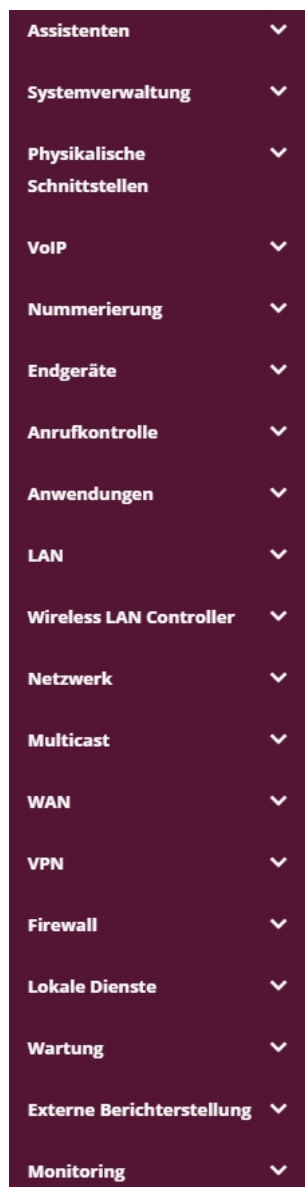 Assistenten
Systemverwaltung
Physikalische
Schnittstellen
VoIP
Nummerierung
Endgeräte
Anrufkontrolle
Anwendungen
LAN
Wireless LAN Controller
Netzwerk
Multicast
WAN
VPN
Firewall
Lokale Dienste
Wartung
Externe Berichterstellung
Monitoring